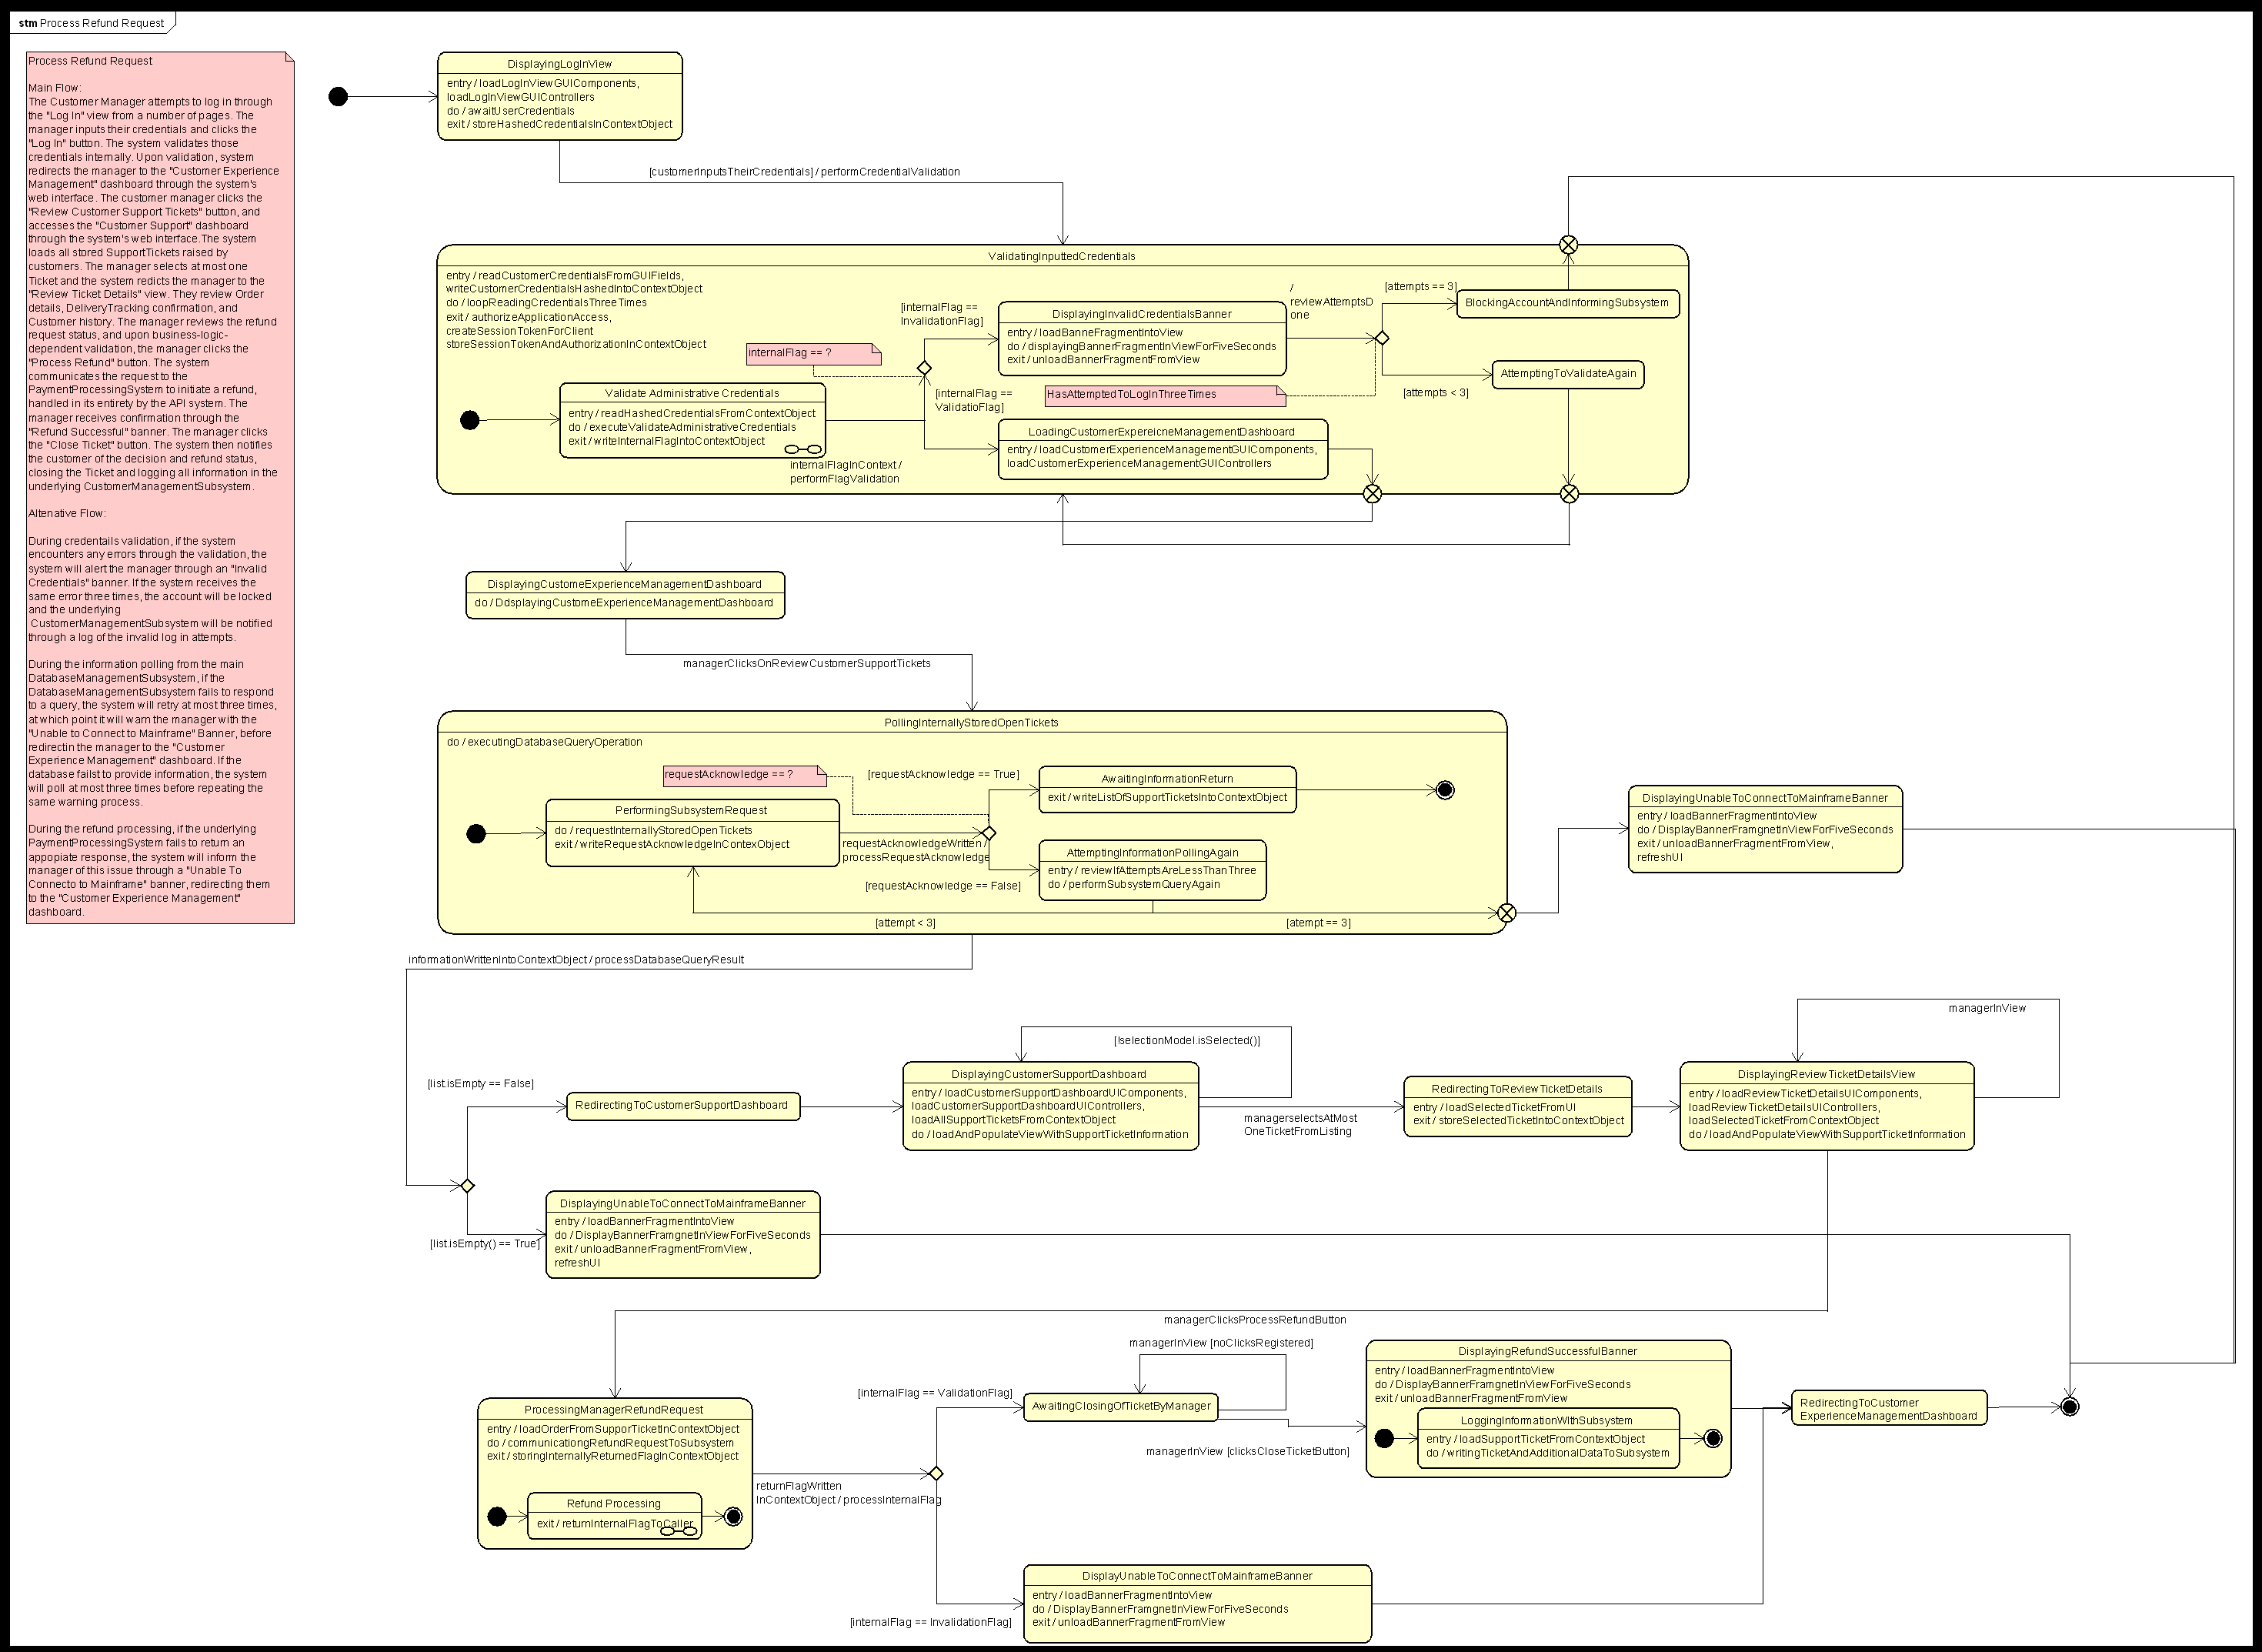 stm Process Refund Request
Process Refund Request
Main Flow:
The Customer Manager attempts to log in through
the "Log In" view from a number of pages. The
manager inputs their credentials and clicks the
"Log In" button. The system validates those
credentials internally. Upon validation, system
redirects the manager to the "Customer Experience
Management" dashboard through the system's
web interface. The customer manager clicks the
"Review Customer Support Tickets" button, and
accesses the "Customer Support" dashboard
through the system's web interface.The system
loads all stored SupportTickets raised by
customers. The manager selects at most one
Ticket and the system redicts the manager to the
"Review Ticket Details" view. They review Order
details, DeliveryTracking confirmation, and
Customer history. The manager reviews the refund
request status, and upon business-logic-
dependent validation, the manager clicks the
"Process Refund" button. The system
communicates the request to the
PaymentProcessingSystem to initiate a refund,
handled in its entirety by the API system. The
manager receives confirmation through the
"Refund Successful" banner. The manager clicks
the "Close Ticket" button. The system then notifies
the customer of the decision and refund status,
closing the Ticket and logging all information in the
underlying CustomerManagementSubsystem.
Altenative Flow:
During credentails validation, if the system
encounters any errors through the validation, the
system will alert the manager through an "Invalid
Credentials" banner. If the system receives the
same error three times, the account will be locked
and the underlying
CustomerManagementSubsystem will be notified
through a log of the invalid log in attempts.
During the information polling from the main
DatabaseManagementSubsystem, if the
DatabaseManagementSubsystem fails to respond
to a query, the system will retry at most three times,
at which point it will warn the manager with the
"Unable to Connect to Mainframe" Banner, before
redirectin the manager to the "Customer
Experience Management" dashboard. If the
database failst to provide information, the system
will poll at most three times before repeating the
same warning process.
During the refund processing, if the underlying
PaymentProcessingSystem fails to return an
appopiate response, the system will inform the
manager of this issue through a "Unable To
Connecto to Mainframe" banner, redirecting them
to the "Customer Experience Management"
dashboard.
DisplayingLogInView
entry / loadLogInViewGUIComponents,
loadLogInViewGUIControllers
do / awaitUserCredentials
exit / storeHashedCredentialsInContextObject
[customerInputsTheirCredentials] / performCredentialValidation
ValidatingInputtedCredentials
entry / readCustomerCredentialsFromGUIFields,
writeCustomerCredentialsHashedIntoContextObject
do / loopReadingCredentialsThreeTimes
exit / authorizeApplicationAccess,
createSessionTokenForClient
storeSessionTokenAndAuthorizationInContextObject
internalFlag == ?
Validate Administrative Credentials
entry / readHashedCredentialsFromContextObject
do / executeValidateAdministrativeCredentials
exit / writeInternalFlagIntoContextObject
internalFlagInContext /
performFlagValidation
[internalFlag ==
InvalidationFlag]
[internalFlag ==
ValidatioFlag]
DisplayingInvalidCredentialsBanner
entry / loadBanneFragmentIntoView
do / displayingBannerFragmentInViewForFiveSeconds
exit / unloadBannerFragmentFromView
HasAttemptedToLogInThreeTimes
LoadingCustomerExpereicneManagementDashboard
entry / loadCustomerExperienceManagementGUIComponents,
loadCustomerExperienceManagementGUIControllers
/
reviewAttemptsD
one
[attempts == 3]
BlockingAccountAndInformingSubsystem
AttemptingToValidateAgain
[attempts < 3]
DisplayingCustomeExperienceManagementDashboard
do / DdsplayingCustomeExperienceManagementDashboard
managerClicksOnReviewCustomerSupportTickets
PollingInternallyStoredOpenTickets
do / executingDatabaseQueryOperation
requestAcknowledge == ?
PerformingSubsystemRequest
do / requestInternallyStoredOpenTickets
exit / writeRequestAcknowledgeInContexObject
requestAcknowledgeWritten /
processRequestAcknowledge
[requestAcknowledge == True]
[requestAcknowledge == False]
AwaitingInformationReturn
exit / writeListOfSupportTicketsIntoContextObject
AttemptingInformationPollingAgain
entry / reviewIfAttemptsAreLessThanThree
do / performSubsystemQueryAgain
[attempt < 3]
[atempt == 3]
DisplayingUnableToConnectToMainframeBanner
entry / loadBannerFragmentIntoView
do / DisplayBannerFramgnetInViewForFiveSeconds
exit / unloadBannerFragmentFromView,
refreshUI
informationWrittenIntoContextObject / processDatabaseQueryResult
[list.isEmpty == False]
RedirectingToCustomerSupportDashboard
[list.isEmpty() == True]
DisplayingUnableToConnectToMainframeBanner
entry / loadBannerFragmentIntoView
do / DisplayBannerFramgnetInViewForFiveSeconds
exit / unloadBannerFragmentFromView,
refreshUI
[!selectionModel.isSelected()]
DisplayingCustomerSupportDashboard
entry / loadCustomerSupportDashboardUIComponents,
loadCustomerSupportDashboardUIControllers,
loadAllSupportTicketsFromContextObject
do / loadAndPopulateViewWithSupportTicketInformation
managerselectsAtMost
OneTicketFromListing
RedirectingToReviewTicketDetails
entry / loadSelectedTicketFromUI
exit / storeSelectedTicketIntoContextObject
managerInView
DisplayingReviewTicketDetailsView
entry / loadReviewTicketDetailsUIComponents,
loadReviewTicketDetailsUIControllers,
loadSelectedTicketFromContextObject
do / loadAndPopulateViewWithSupportTicketInformation
managerClicksProcessRefundButton
ProcessingManagerRefundRequest
entry / loadOrderFromSupporTicketInContextObject
do / communicationgRefundRequestToSubsystem
exit / storingInternallyReturnedFlagInContextObject
Refund Processing
exit / returnInternalFlagToCaller
returnFlagWritten
InContextObject / processInternalFlag
[internalFlag == ValidationFlag]
[internalFlag == InvalidationFlag]
managerInView [noClicksRegistered]
AwaitingClosingOfTicketByManager
managerInView [clicksCloseTicketButton]
DisplayingRefundSuccessfulBanner
entry / loadBannerFragmentIntoView
do / DisplayBannerFramgnetInViewForFiveSeconds
exit / unloadBannerFragmentFromView
LoggingInformationWIthSubsystem
entry / loadSupportTicketFromContextObject
do / writingTicketAndAdditionalDataToSubsystem
RedirectingToCustomer
ExperienceManagementDashboard
DisplayUnableToConnectToMainframeBanner
entry / loadBannerFragmentIntoView
do / DisplayBannerFramgnetInViewForFiveSeconds
exit / unloadBannerFragmentFromView